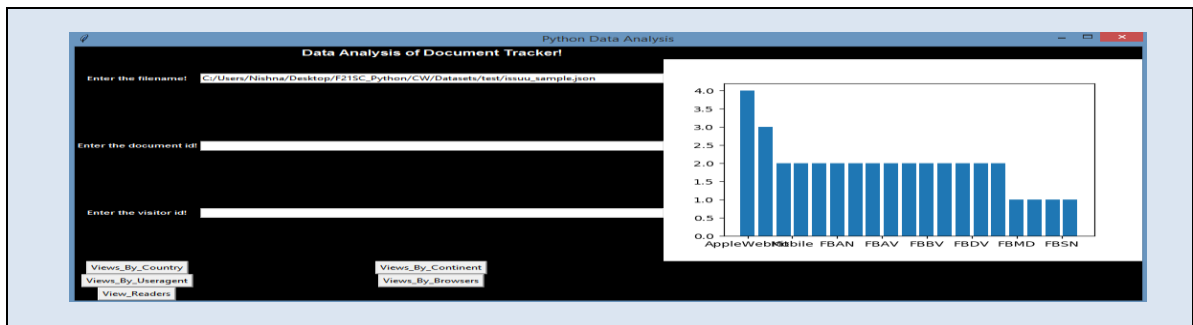 Python Data Analysis
Data Analysis of Document Tracker!
Enter the filename! C:/Users/Nishna/Desktop/F21SC_Python/CW/Datasets/test/issuu_sample.json
Enter the document id!
Enter the visitor id!
4.0
3.5
3.0
2.5
2.0
1.5
1.0
0.5
0.0
AppleWebKit Mobile FBAN FBAV FBBV FBDV FBMD FBSN
Views_By_Country Views_By_Continent
Views_By_Useragent Views_By_Browsers
View_Readers